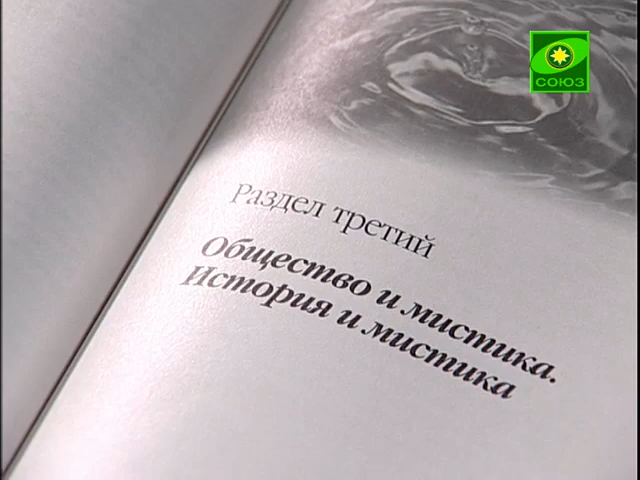 СОЮЗ
Раздел третий
Общество и мистика.
История и мистика